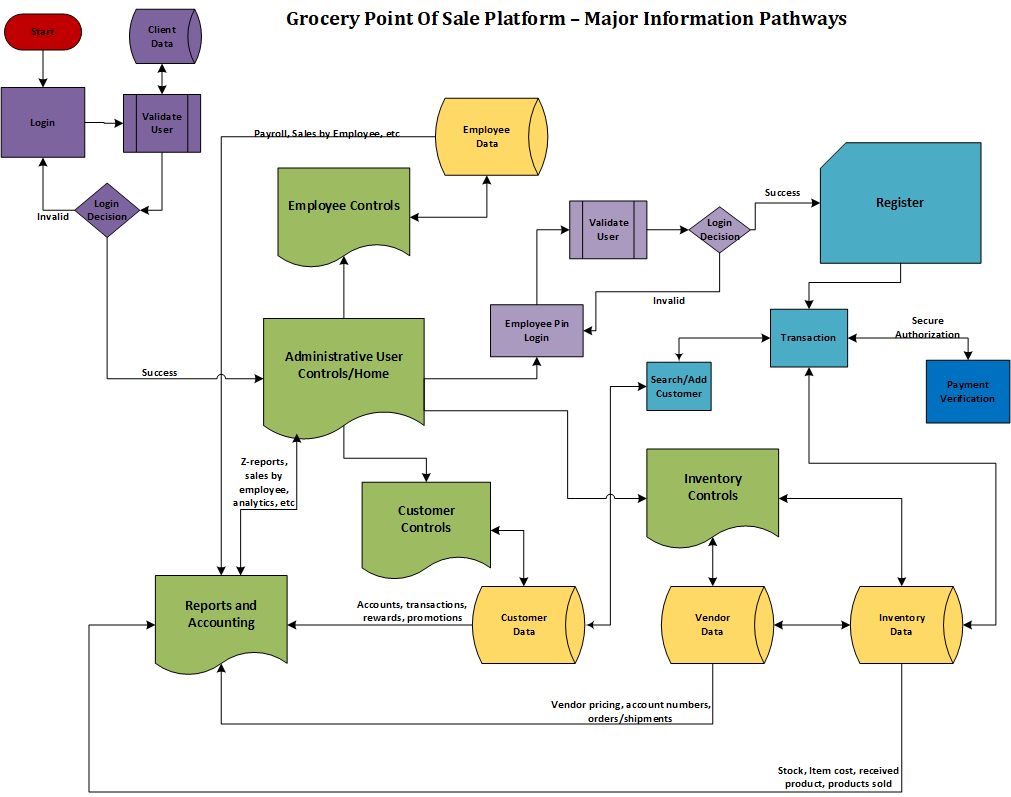 Grocery Point Of Sale Platform – Major Information Pathways
Start
Client
Data
Login
Validate
User
Login
Decision
Invalid
Success
Payroll, Sales by Employee, etc
Employee
Data
Employee Controls
Administrative User
Controls/Home
Validate
User
Login
Decision
Success
Invalid
Employee Pin
Login
Register
Transaction
Secure
Authorization
Payment
Verification
Search/Add
Customer
Z-reports,
sales by
employee,
analytics, etc
Customer
Controls
Inventory
Controls
Reports and
Accounting
Accounts, transactions,
rewards, promotions
Customer
Data
Vendor
Data
Inventory
Data
Vendor pricing, account numbers,
orders/shipments
Stock, Item cost, received
product, products sold